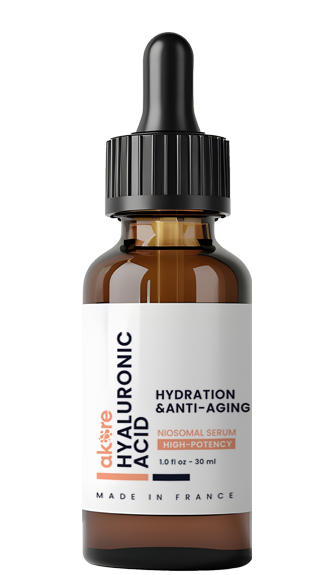 akore
HYALURONIC
ACID
HYDRATION
&ANTI-AGING
NIOSOMAL SERUM
HIGH-POTENCY
1.0 fl oz - 30 ml
MADE IN FRANCE